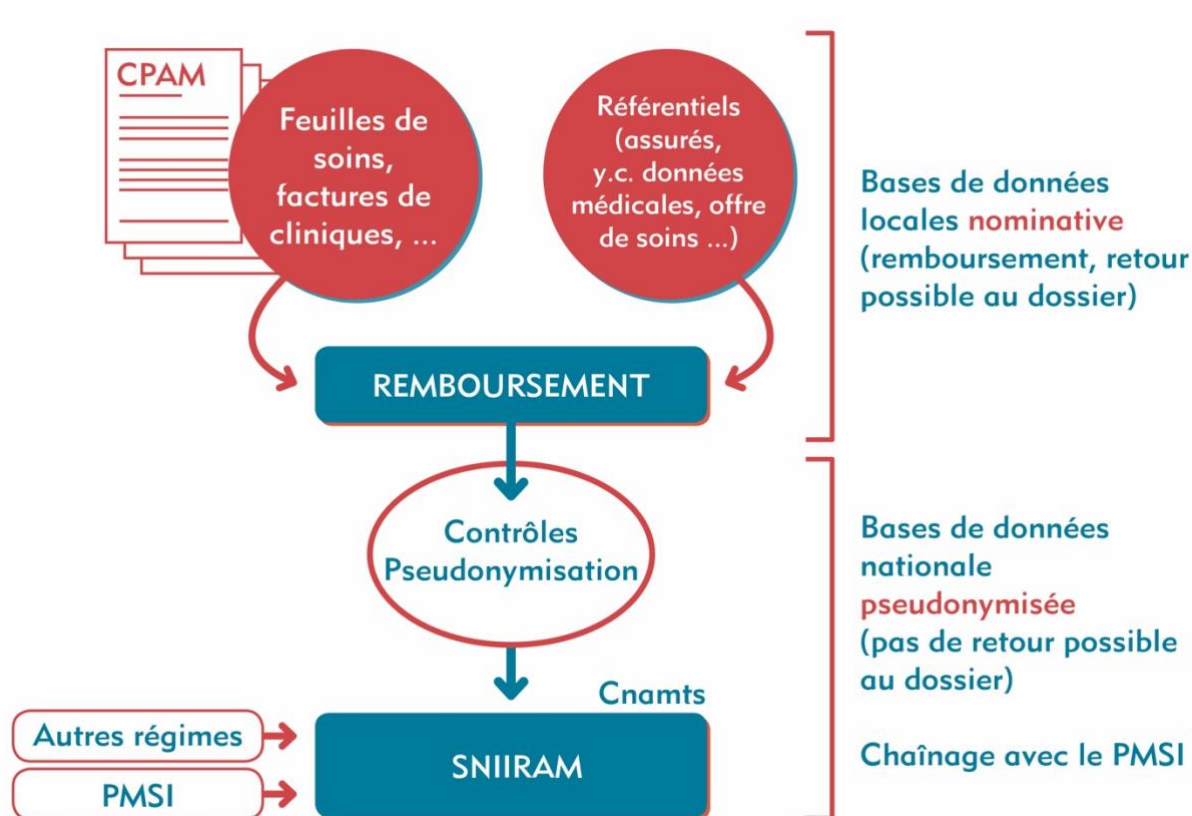 CPAM
Feuilles de
soins,
factures de
cliniques, ...
Référentiels
(assurés,
y.c. données
médicales, offre
de soins ...)
Bases de données
locales nominative
(remboursement, retour
possible au dossier)
REMBOURSEMENT
Contrôles
Pseudonymisation
Bases de données
nationale
pseudonymisée
(pas de retour possible
au dossier)
Chaînage avec le PMSI
Cnamts
Autres régimes
PMSI
SNIIRAM